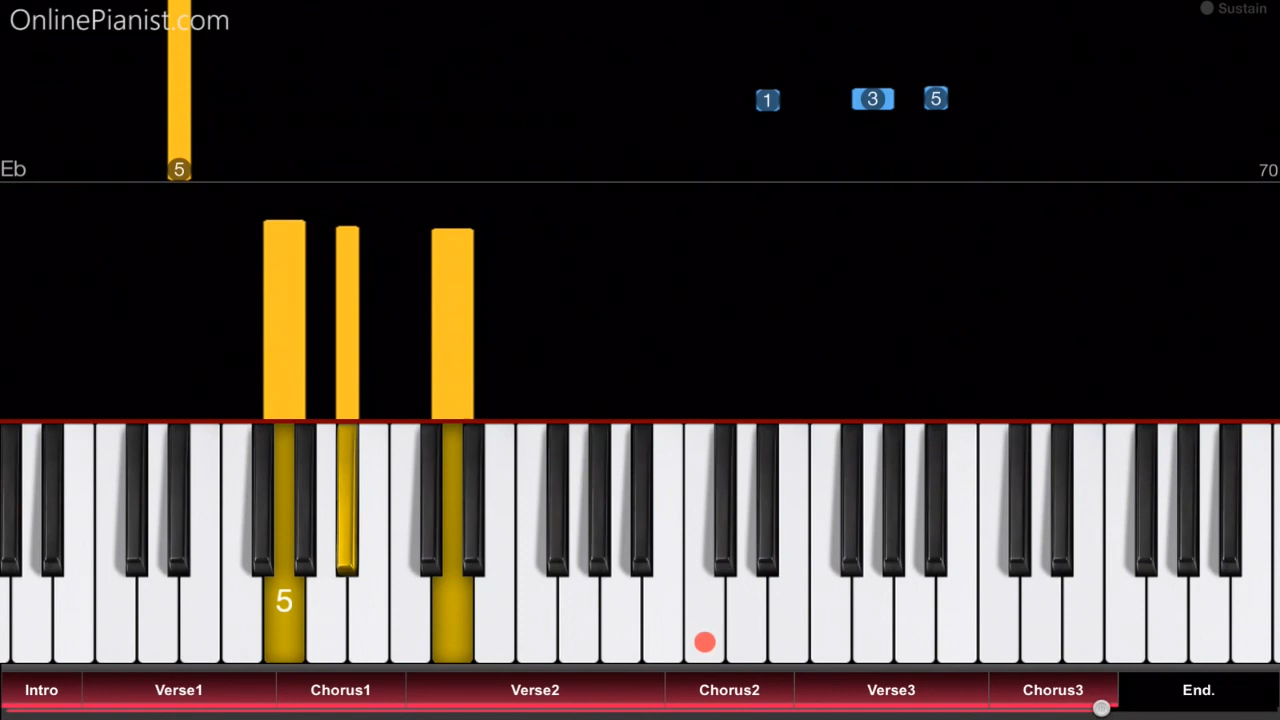 OnlinePianist.com
Sustain
1 3 5
Eb
5
70
5
Intro Verse1 Chorus1 Verse2 Chorus2 Verse3 Chorus3 End.